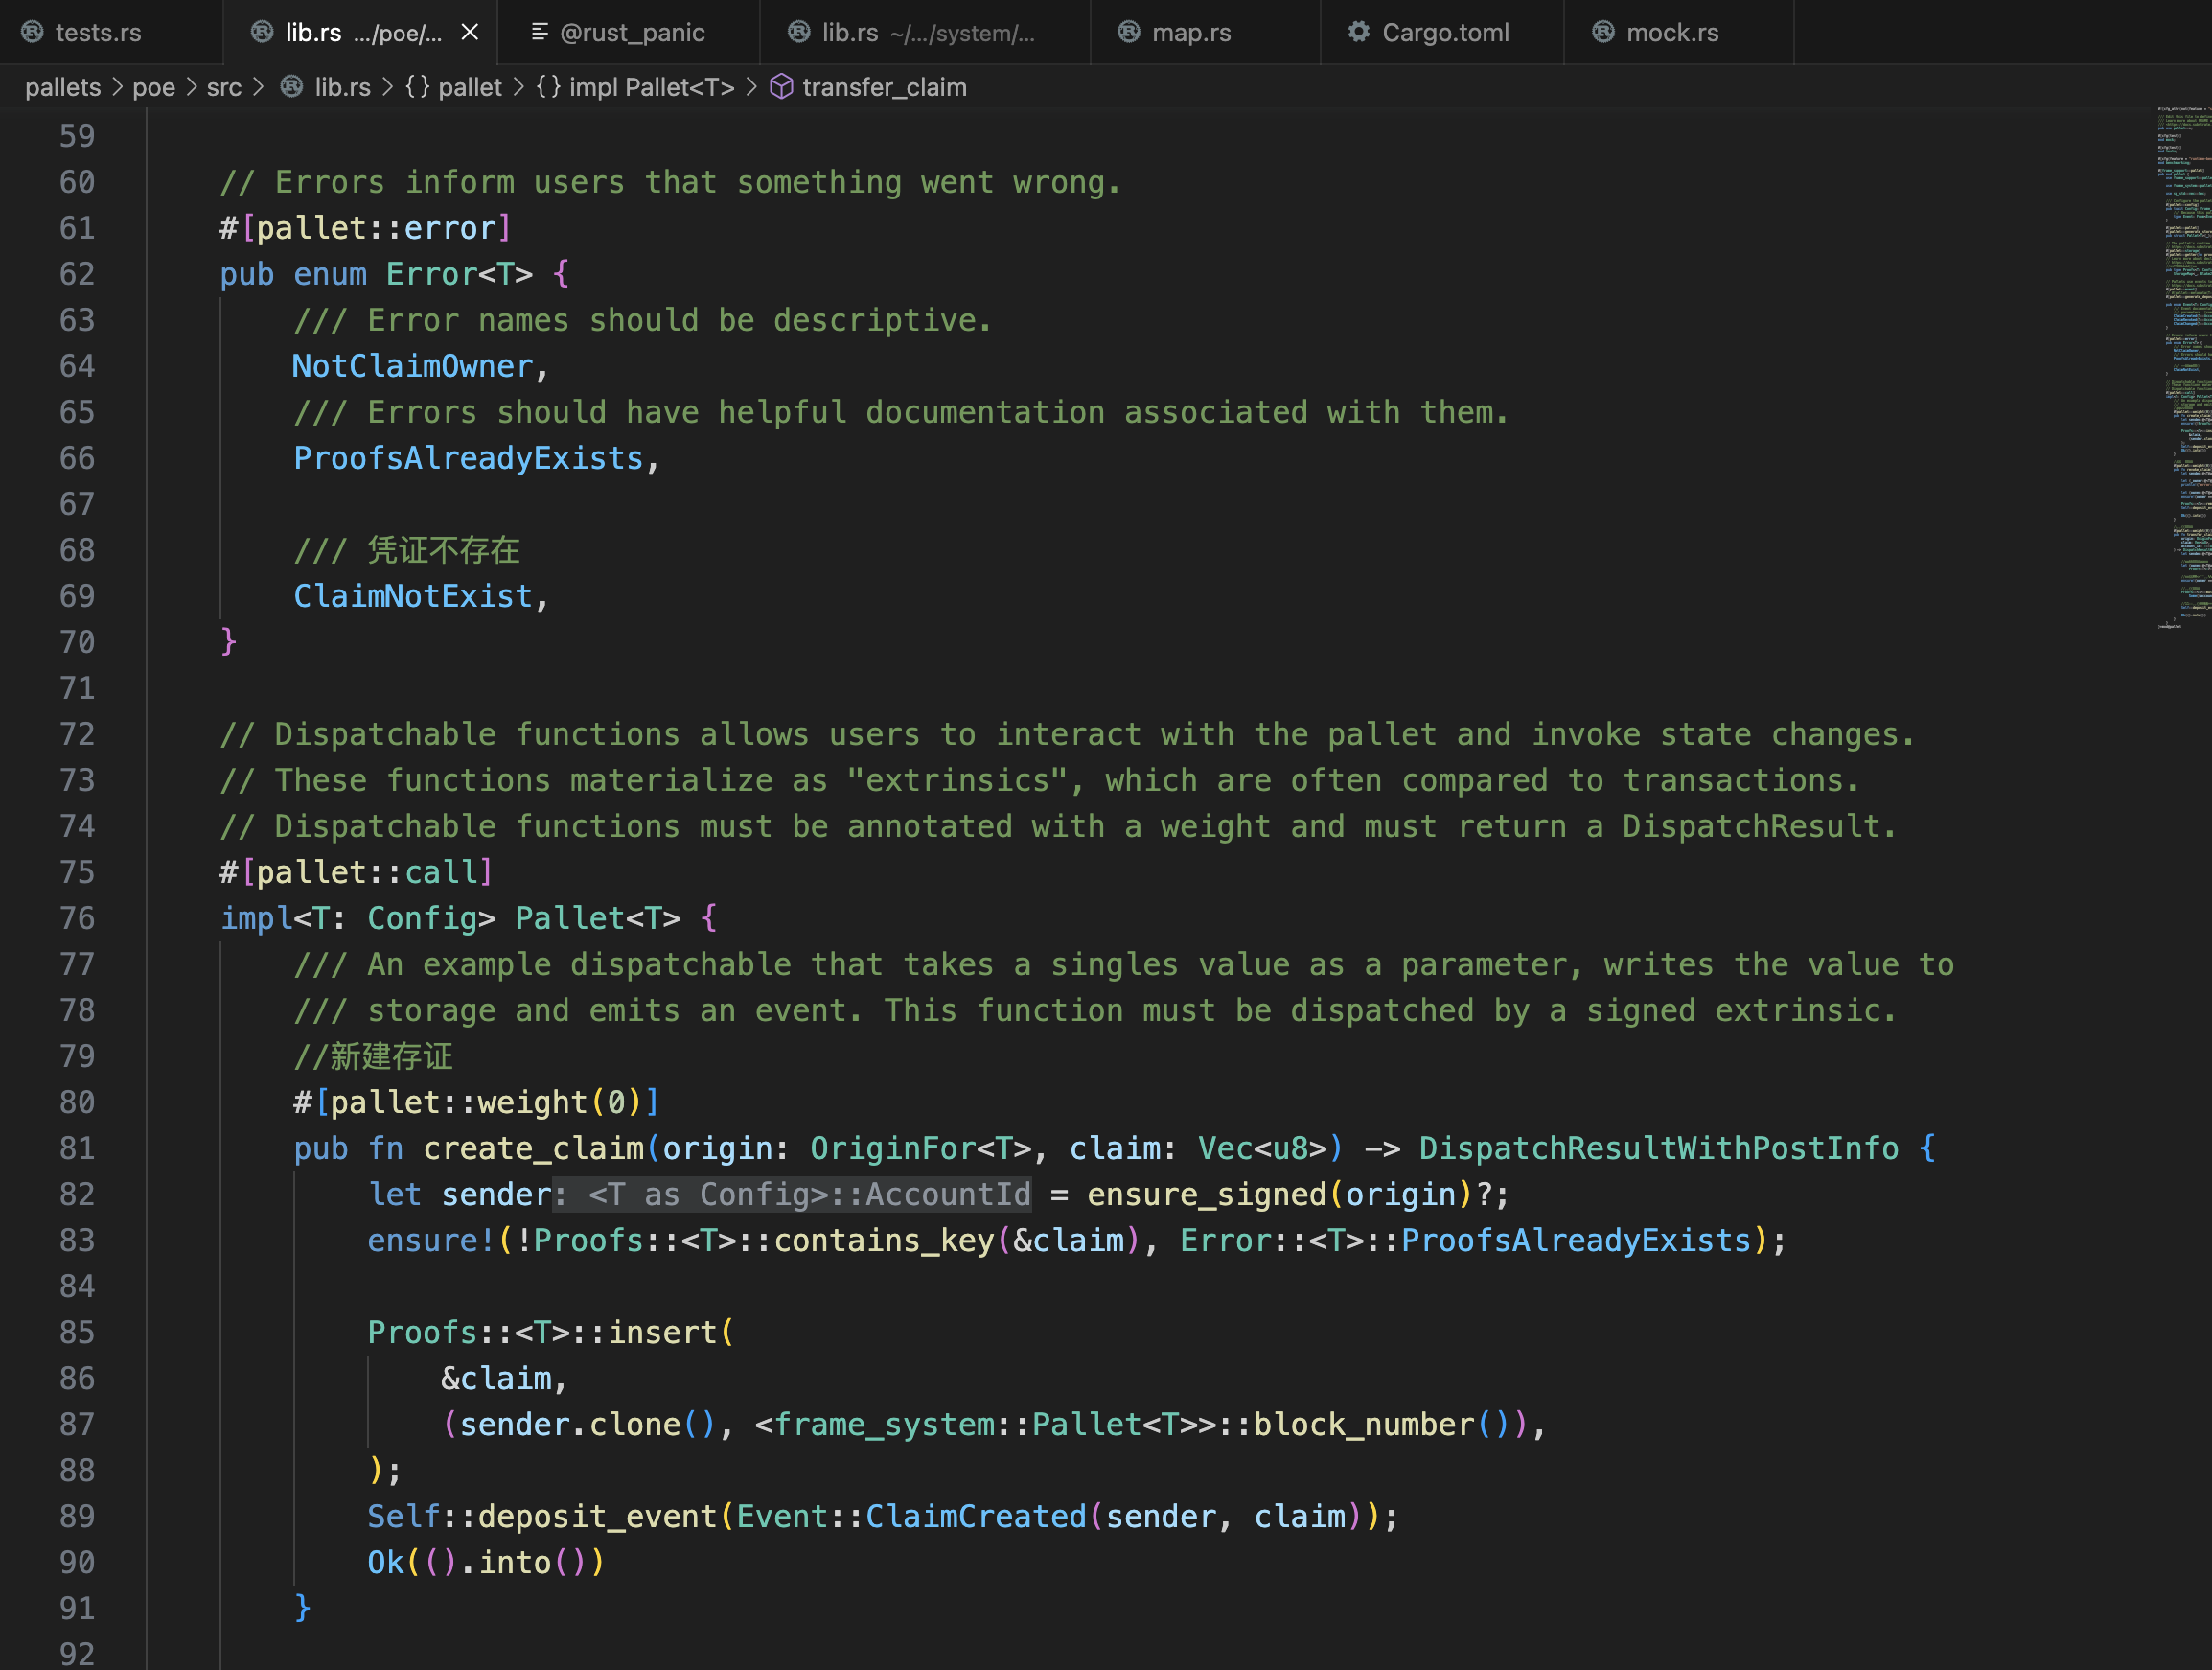 tests.rs lib.rs .../poe/... @rust_panic lib.rs ~/.../system/... map.rs Cargo.toml mock.rs
pallets > poe > src > lib.rs > {} pallet > {} impl Pallet<T> > transfer_claim
59
60 // Errors inform users that something went wrong.
61 #[pallet::error]
62 pub enum Error<T> {
63 /// Error names should be descriptive.
64 NotClaimOwner,
65 /// Errors should have helpful documentation associated with them.
66 ProofsAlreadyExists,
67
68 /// 凭证不存在
69 ClaimNotExist,
70 }
71
72 // Dispatchable functions allows users to interact with the pallet and invoke state changes.
73 // These functions materialize as "extrinsics", which are often compared to transactions.
74 // Dispatchable functions must be annotated with a weight and must return a DispatchResult.
75 #[pallet::call]
76 impl<T: Config> Pallet<T> {
77 /// An example dispatchable that takes a singles value as a parameter, writes the value to
78 /// storage and emits an event. This function must be dispatched by a signed extrinsic.
79 //新建存证
80 #[pallet::weight(0)]
81 pub fn create_claim(origin: OriginFor<T>, claim: Vec<u8>) -> DispatchResultWithPostInfo {
82 let sender: <T as Config>::AccountId = ensure_signed(origin)?;
83 ensure!(!Proofs::<T>::contains_key(&claim), Error::<T>::ProofsAlreadyExists);
84
85 Proofs::<T>::insert(
86 &claim,
87 (sender.clone(), <frame_system::Pallet<T>>::block_number()),
88 );
89 Self::deposit_event(Event::ClaimCreated(sender, claim));
90 Ok(().into())
91 }
92